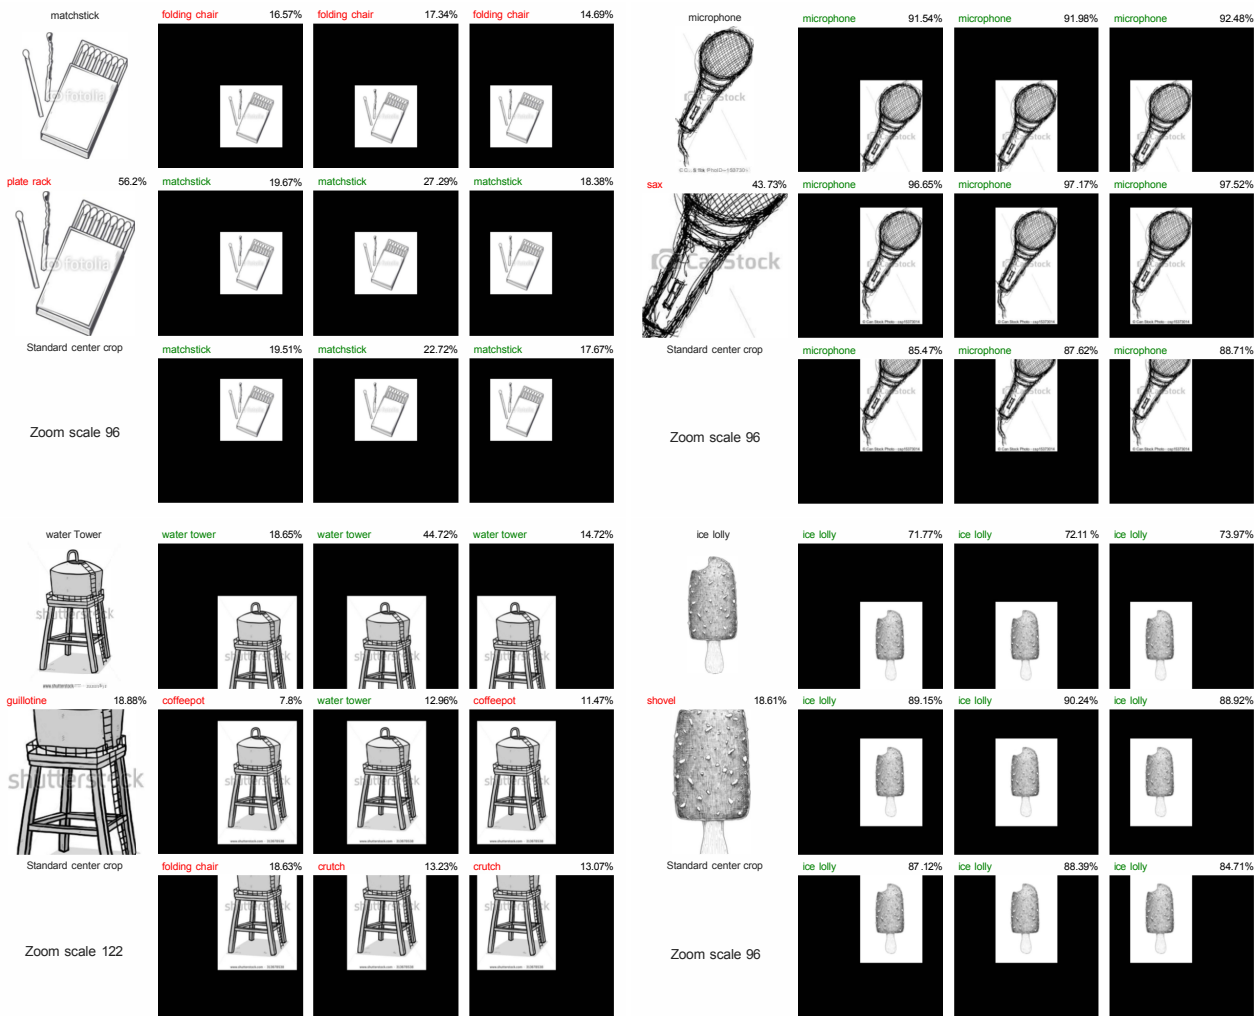 matchstick
folding chair 16.57%
folding chair 17.34%
folding chair 14.69%
fotolia
plate rack 56.2%
matchstick 19.67%
matchstick 27.29%
matchstick 18.38%
fotolia
Standard center crop
matchstick 19.51%
matchstick 22.72%
matchstick 17.67%
Zoom scale 96
microphone
microphone 91.54%
microphone 91.98%
microphone 92.48%
CanStock
sax 43.73%
microphone 96.65%
microphone 97.17%
microphone 97.52%
CanStock
Standard center crop
microphone 85.47%
microphone 87.62%
microphone 88.71%
Zoom scale 96
water Tower
water tower 18.65%
water tower 44.72%
water tower 14.72%
shutterstock
guillotine 18.88%
coffeepot 7.8%
water tower 12.96%
coffeepot 11.47%
shutterstock
Standard center crop
folding chair 18.63%
crutch 13.23%
crutch 13.07%
Zoom scale 122
ice lolly
ice lolly 71.77%
ice lolly 72.11 %
ice lolly 73.97%
shovel 18.61%
ice lolly 89.15%
ice lolly 90.24%
ice lolly 88.92%
Standard center crop
ice lolly 87.12%
ice lolly 88.39%
ice lolly 84.71%
Zoom scale 96